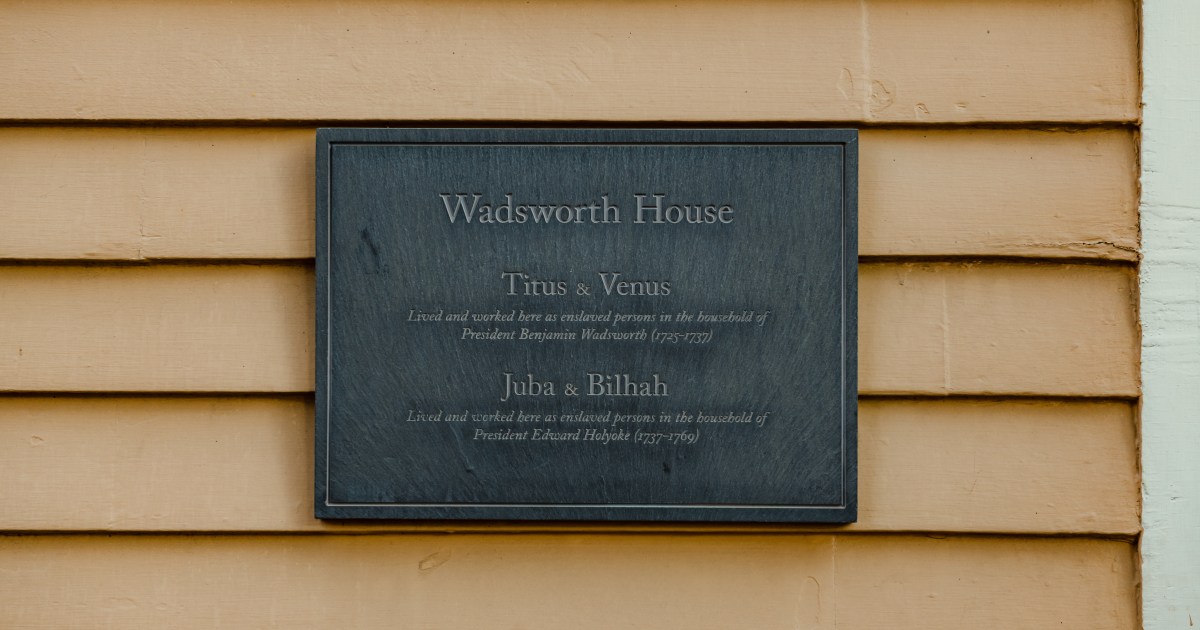 Wadsworth House
Titus & Venus
Lived and worked here as enslaved persons in the household of
President Benjamin Wadsworth (1725-1737)
Juba & Bilhah
Lived and worked here as enslaved persons in the household of
President Edward Holyoke (1737-1769)